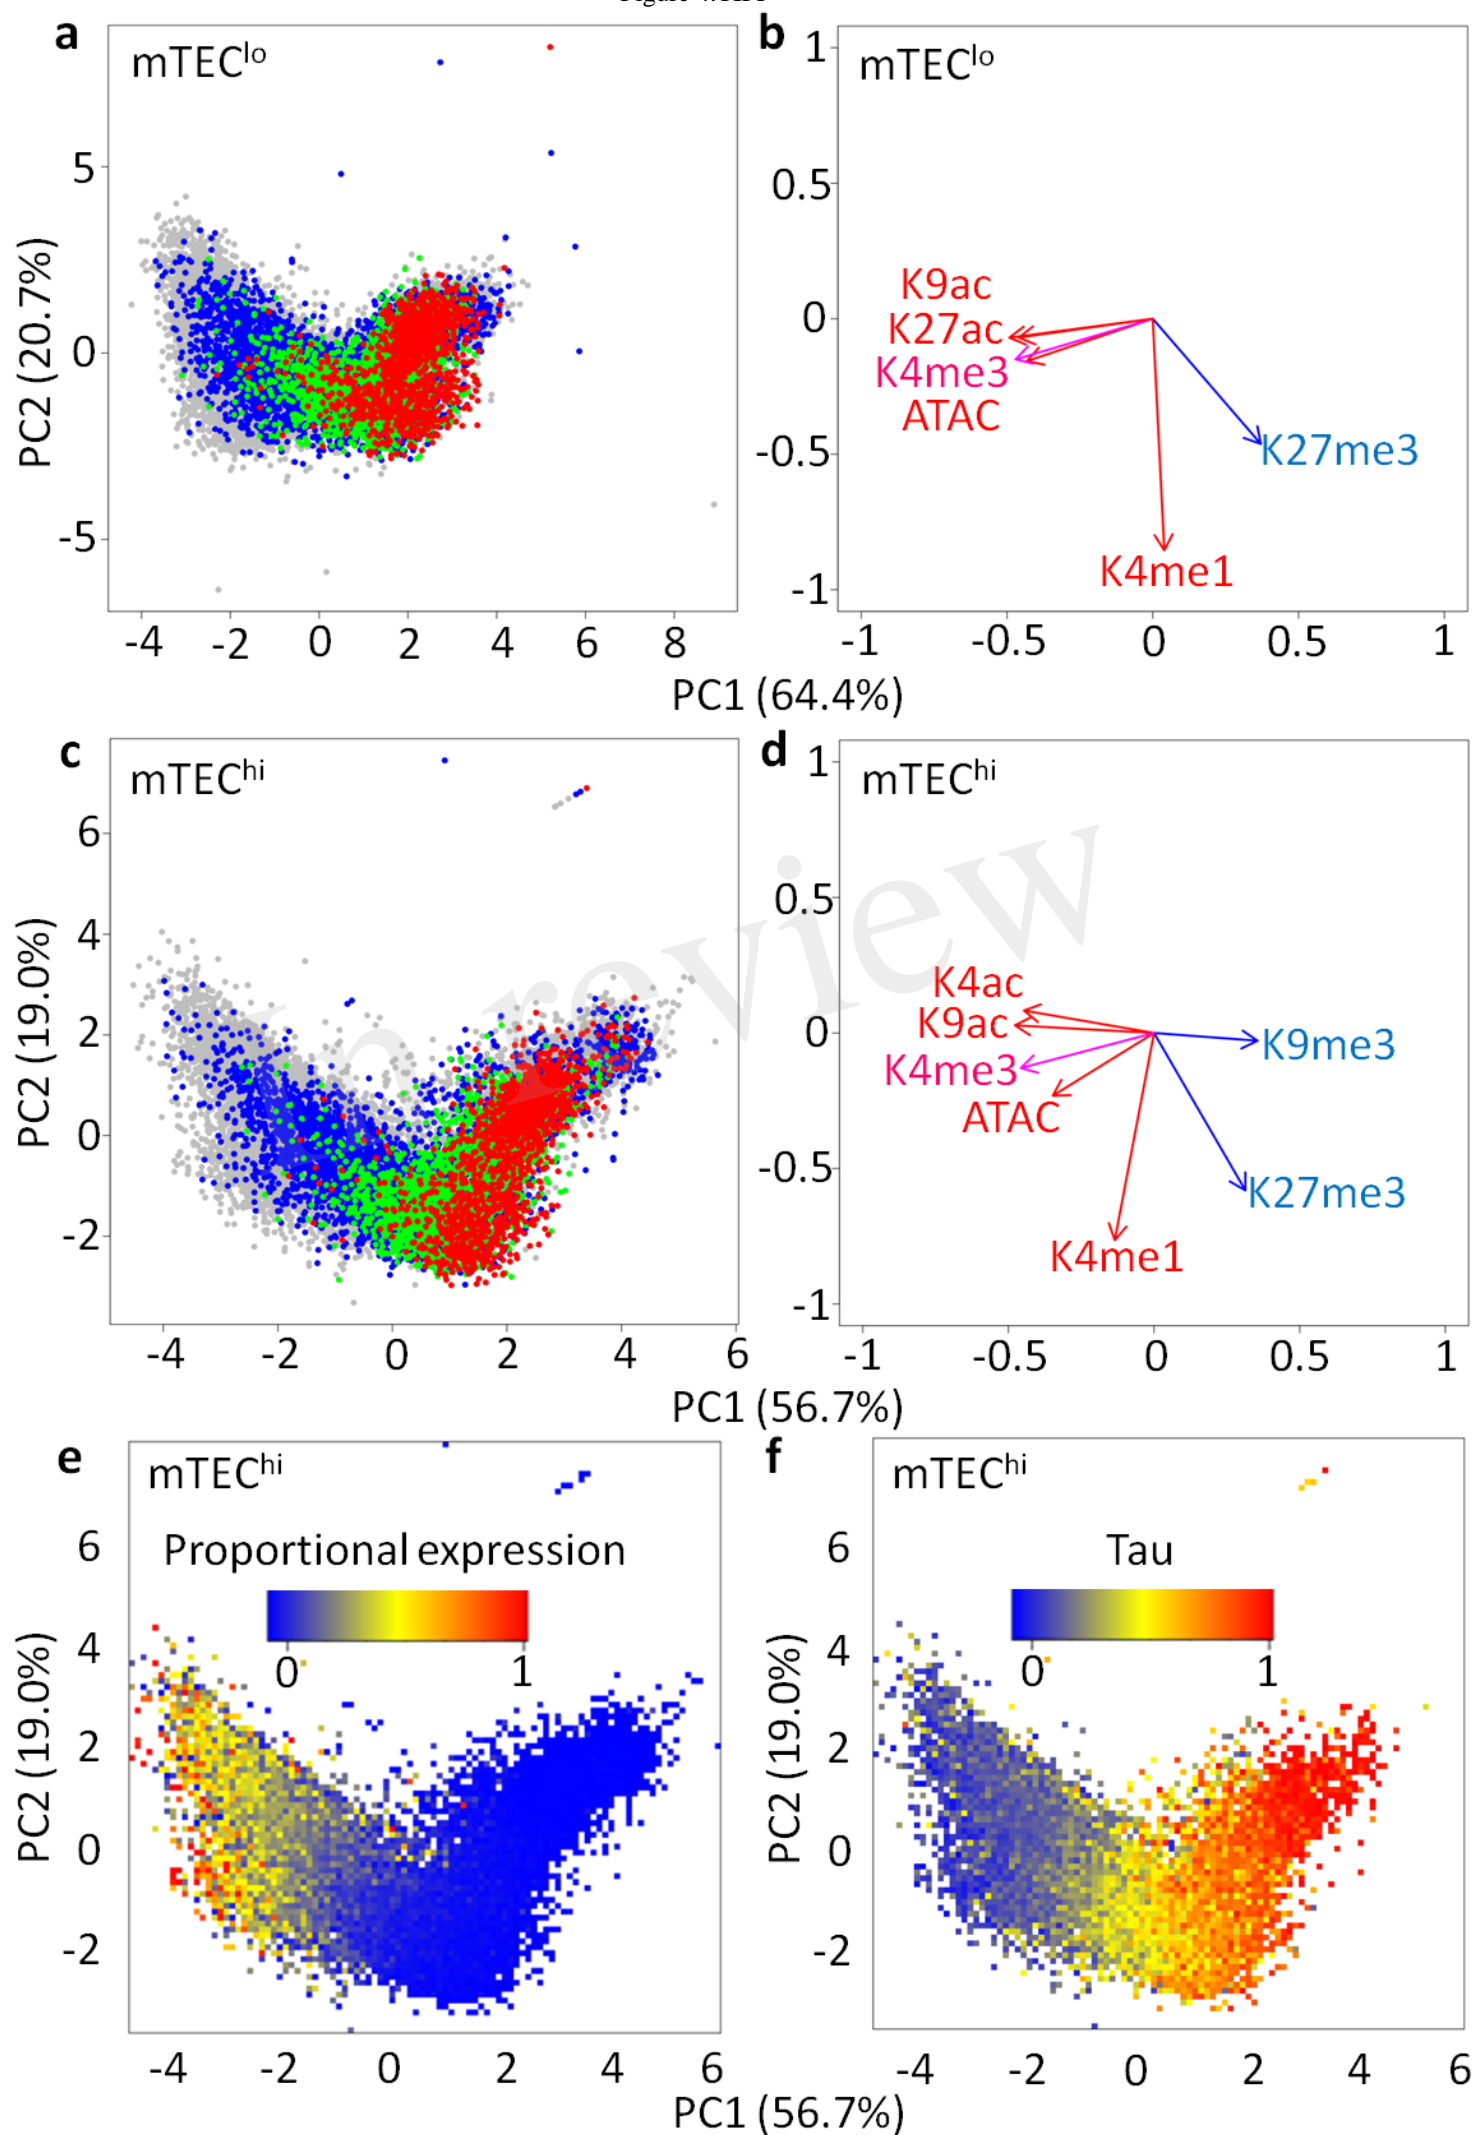 a
mTEClo
5
0
-5
PC2 (20.7%)
-4 -2 0 2 4 6 8
b
mTEClo
1
0.5
0
-0.5
-1
K9ac
K27ac
K4me3
ATAC
K27me3
K4me1
-1 -0.5 0 0.5 1
PC1 (64.4%)
c
mTEChi
6
4
2
0
-2
PC2 (19.0%)
-4 -2 0 2 4 6
d
mTEChi
1
0.5
0
-0.5
-1
K4ac
K9ac
K4me3
ATAC
K9me3
K27me3
K4me1
-1 -0.5 0 0.5 1
PC1 (56.7%)
In review
e
mTEChi
Proportional expression
0 1
6
4
2
0
-2
PC2 (19.0%)
-4 -2 0 2 4 6
f
mTEChi
Tau
0 1
6
4
2
0
-2
PC2 (19.0%)
-4 -2 0 2 4 6
PC1 (56.7%)